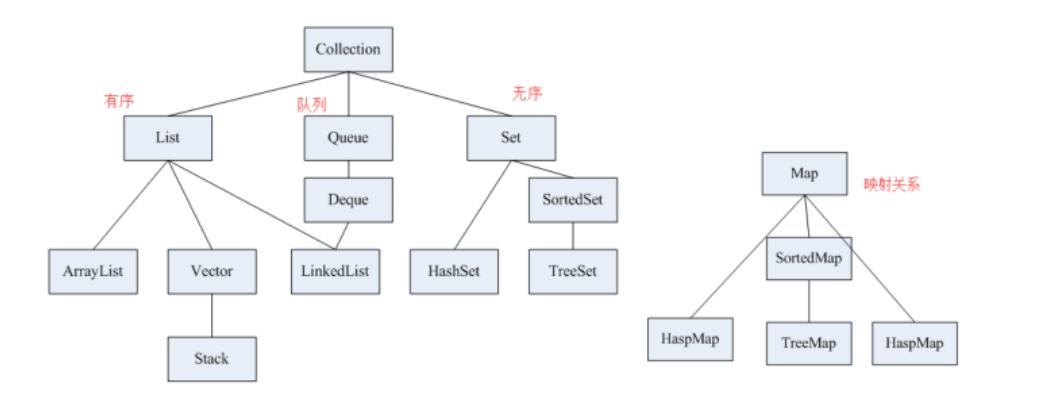 Collection
有序
队列
无序
List
Queue
Set
Map
映射关系
Deque
SortedSet
ArrayList
Vector
LinkedList
HashSet
TreeSet
SortedMap
Stack
HaspMap
TreeMap
HaspMap